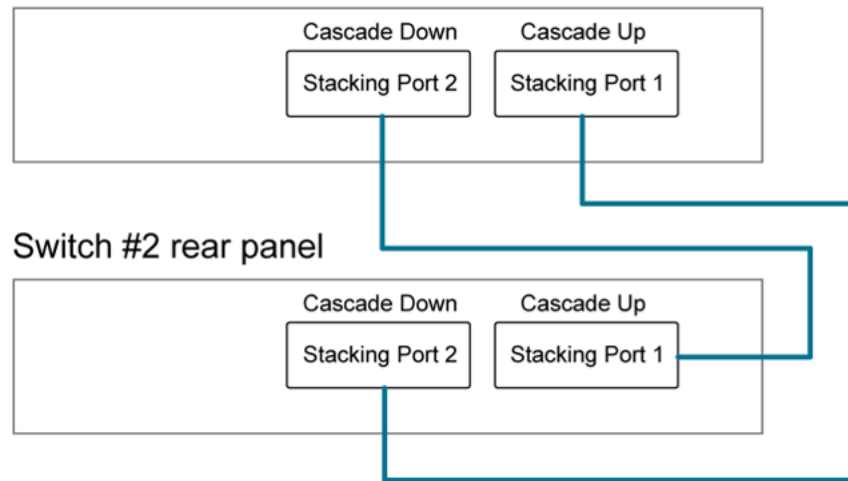 Cascade Down Cascade Up
Stacking Port 2 Stacking Port 1
Switch #2 rear panel
Cascade Down Cascade Up
Stacking Port 2 Stacking Port 1